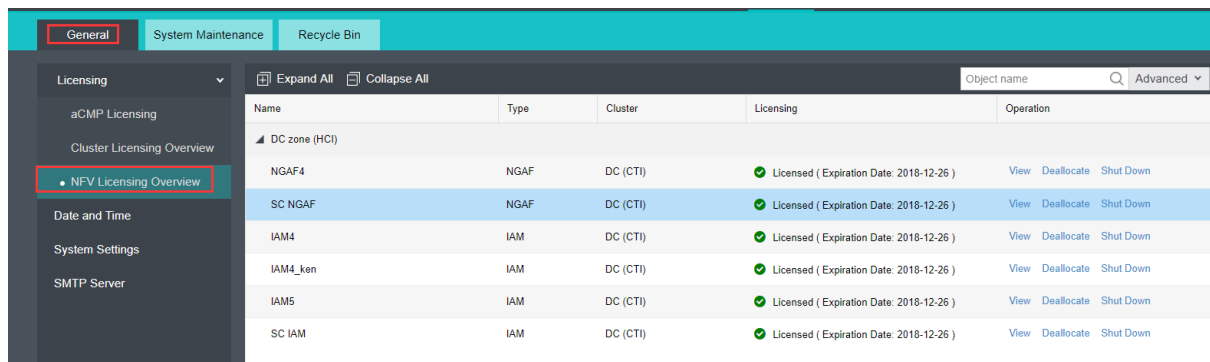 General System Maintenance Recycle Bin
Licensing Expand All Collapse All Object name Advanced
aCMP Licensing
Cluster Licensing Overview
NFV Licensing Overview
Date and Time
System Settings
SMTP Server
Name Type Cluster Licensing Operation
DC zone (HCI)
NGAF4 NGAF DC (CTI) Licensed ( Expiration Date: 2018-12-26 ) View Deallocate Shut Down
SC NGAF NGAF DC (CTI) Licensed ( Expiration Date: 2018-12-26 ) View Deallocate Shut Down
IAM4 IAM DC (CTI) Licensed ( Expiration Date: 2018-12-26 ) View Deallocate Shut Down
IAM4_ken IAM DC (CTI) Licensed ( Expiration Date: 2018-12-26 ) View Deallocate Shut Down
IAM5 IAM DC (CTI) Licensed ( Expiration Date: 2018-12-26 ) View Deallocate Shut Down
SC IAM IAM DC (CTI) Licensed ( Expiration Date: 2018-12-26 ) View Deallocate Shut Down